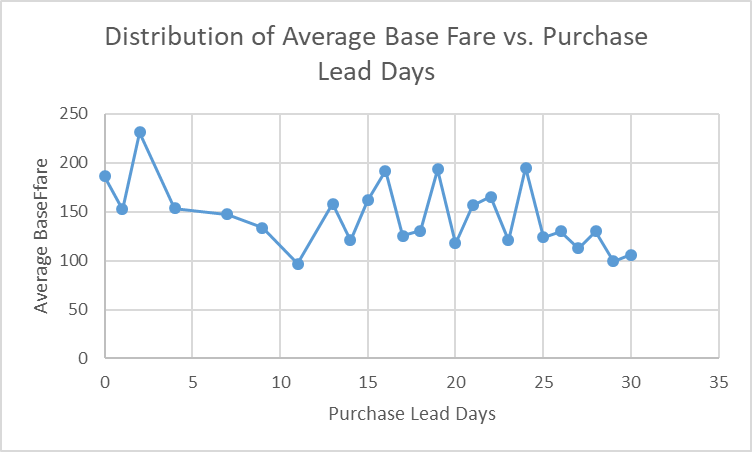 Distribution of Average Base Fare vs. Purchase
Lead Days
Average BaseFfare
250
200
150
100
50
0
0 5 10 15 20 25 30 35
Purchase Lead Days